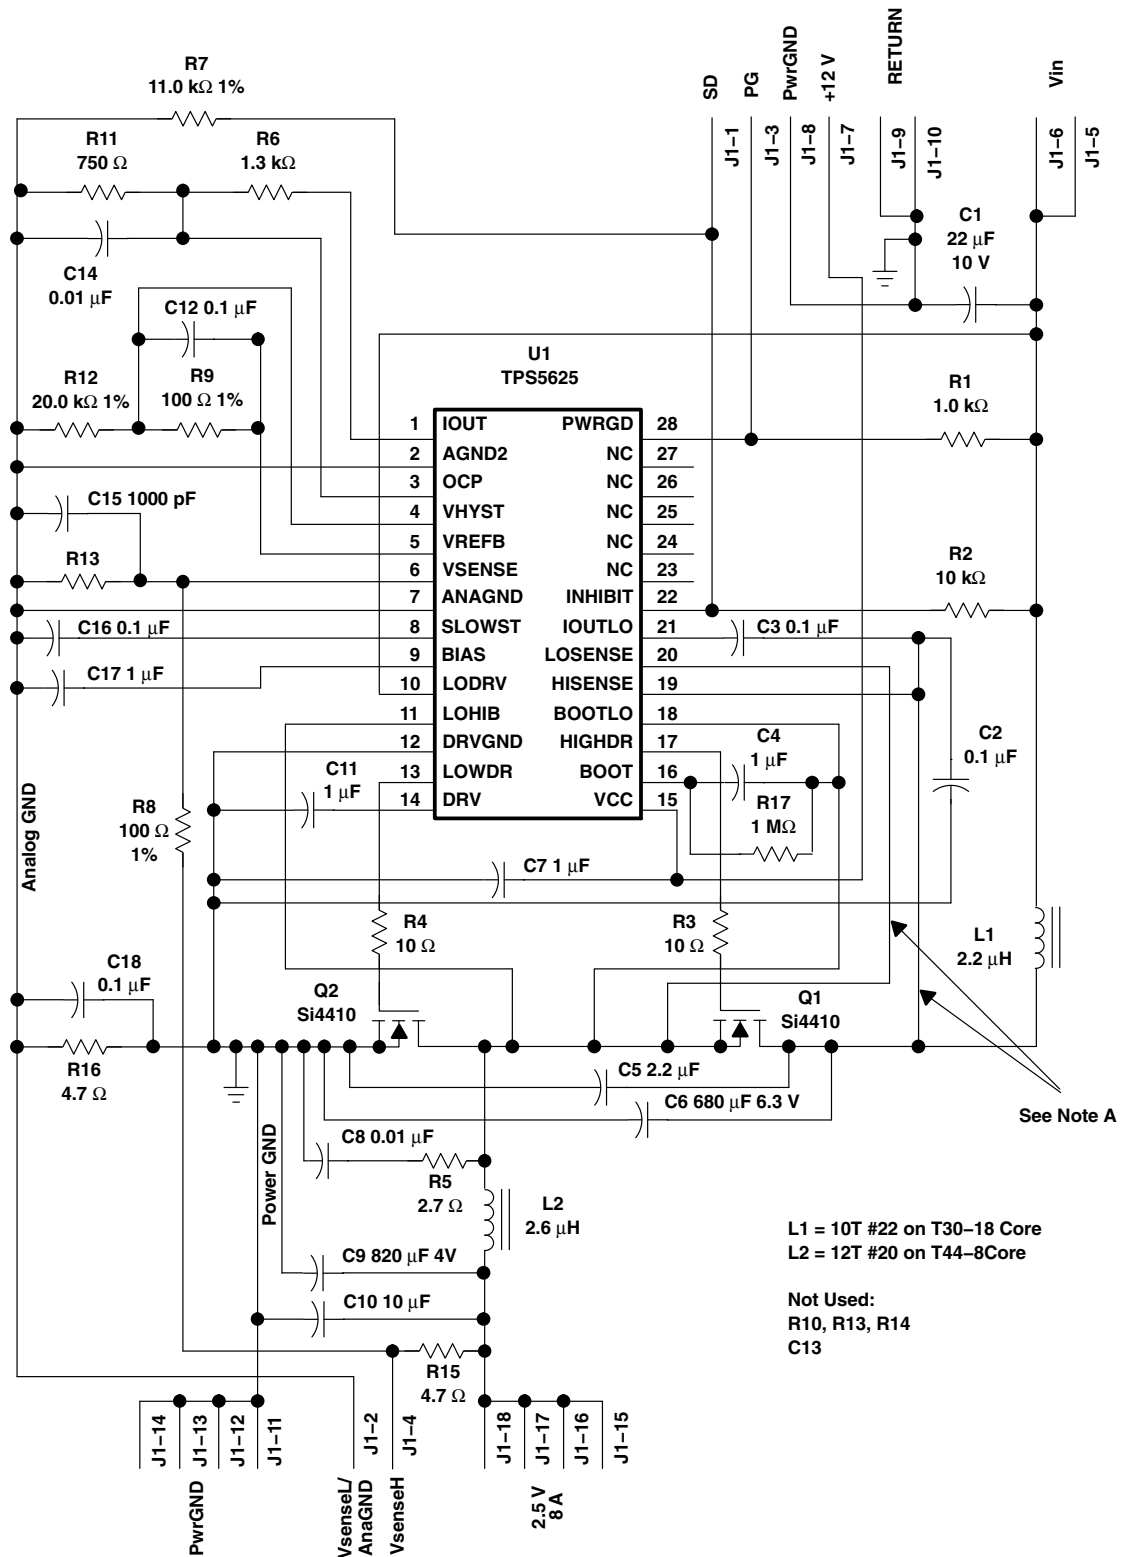 R7
11.0 kΩ 1%
R11
750 Ω
R6
1.3 kΩ
SD
PG
PwrGND
+12 V
RETURN
Vin
J1–1
J1–3
J1–8
J1–7
J1–9
J1–10
J1–6
J1–5
C14
0.01 μF
C1
22 μF
10 V
C12 0.1 μF
R12
20.0 kΩ 1%
R9
100 Ω 1%
U1
TPS5625
R1
1.0 kΩ
1 IOUT PWRGD 28
2 AGND2 NC 27
3 OCP NC 26
4 VHYST NC 25
5 VREFB NC 24
6 VSENSE NC 23
7 ANAGND INHIBIT 22
8 SLOWST IOUTLO 21
9 BIAS LOSENSE 20
10 LODRV HISENSE 19
11 LOHIB BOOTLO 18
12 DRVGND HIGHDR 17
13 LOWDR BOOT 16
14 DRV VCC 15
C15 1000 pF
R13
R2
10 kΩ
C16 0.1 μF
C3 0.1 μF
C17 1 μF
C2
0.1 μF
C4
1 μF
C11
1 μF
R17
1 MΩ
Analog GND
R8
100 Ω
1%
C7 1 μF
R4
10 Ω
R3
10 Ω
L1
2.2 μH
C18
0.1 μF
Q2
Si4410
Q1
Si4410
R16
4.7 Ω
C5 2.2 μF
C6 680 μF 6.3 V
See Note A
C8 0.01 μF
Power GND
R5
2.7 Ω
L2
2.6 μH
L1 = 10T #22 on T30–18 Core
L2 = 12T #20 on T44–8Core
C9 820 μF 4V
C10 10 μF
Not Used:
R10, R13, R14
C13
R15
4.7 Ω
J1–14
J1–13
J1–12
J1–11
J1–2
J1–4
J1–18
J1–17
J1–16
J1–15
PwrGND
VsenseL/
AnaGND
VsenseH
2.5 V
8 A